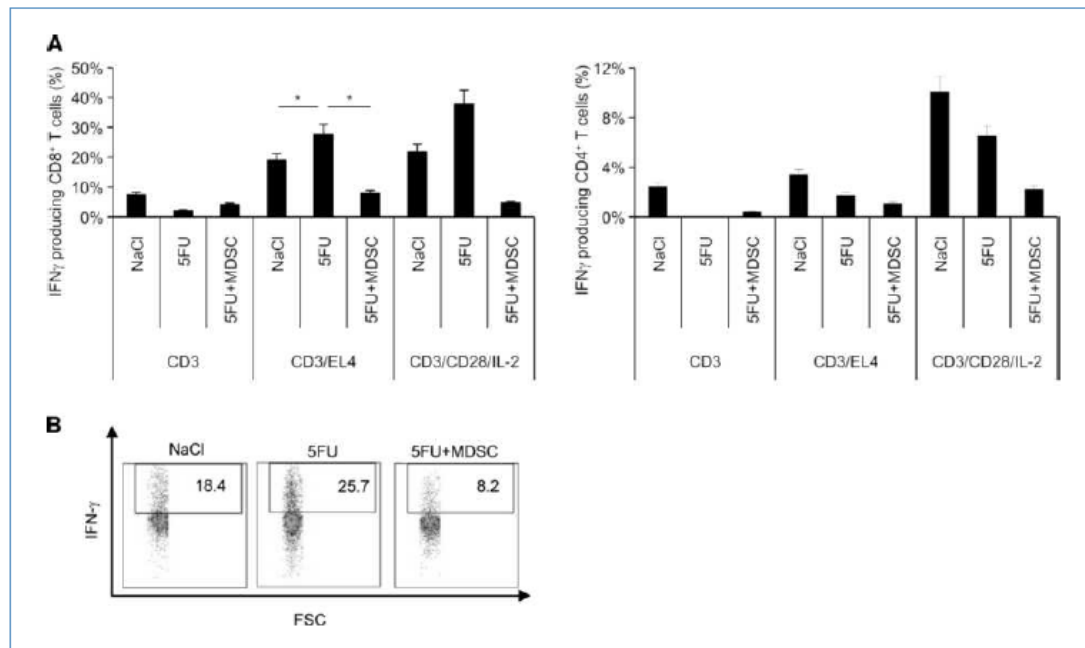 A
IFNγ producing CD8+ T cells (%)
50%
40%
30%
20%
10%
0%
* *
NaCl 5FU 5FU+MDSC NaCl 5FU 5FU+MDSC NaCl 5FU 5FU+MDSC
CD3 CD3/EL4 CD3/CD28/IL-2
IFNγ producing CD4+ T cells (%)
12%
8%
4%
0%
NaCl 5FU 5FU+MDSC NaCl 5FU 5FU+MDSC NaCl 5FU 5FU+MDSC
CD3 CD3/EL4 CD3/CD28/IL-2
B
NaCl 5FU 5FU+MDSC
18.4 25.7 8.2
IFN-γ
FSC